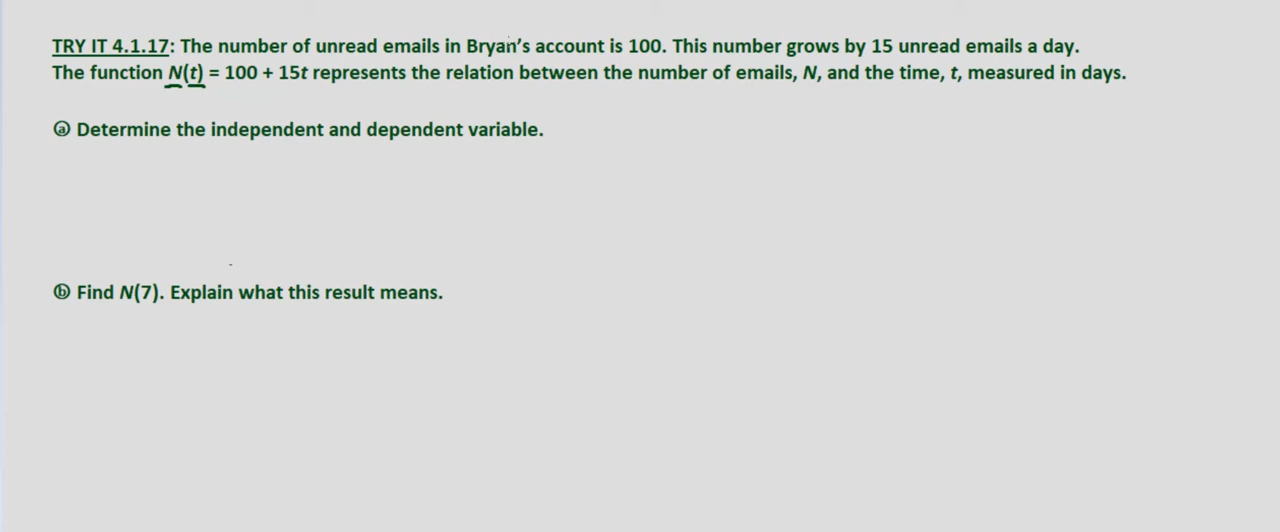 TRY IT 4.1.17: The number of unread emails in Bryan's account is 100. This number grows by 15 unread emails a day.
The function N(t) = 100 + 15t represents the relation between the number of emails, N, and the time, t, measured in days.
ⓐ Determine the independent and dependent variable.
ⓑ Find N(7). Explain what this result means.